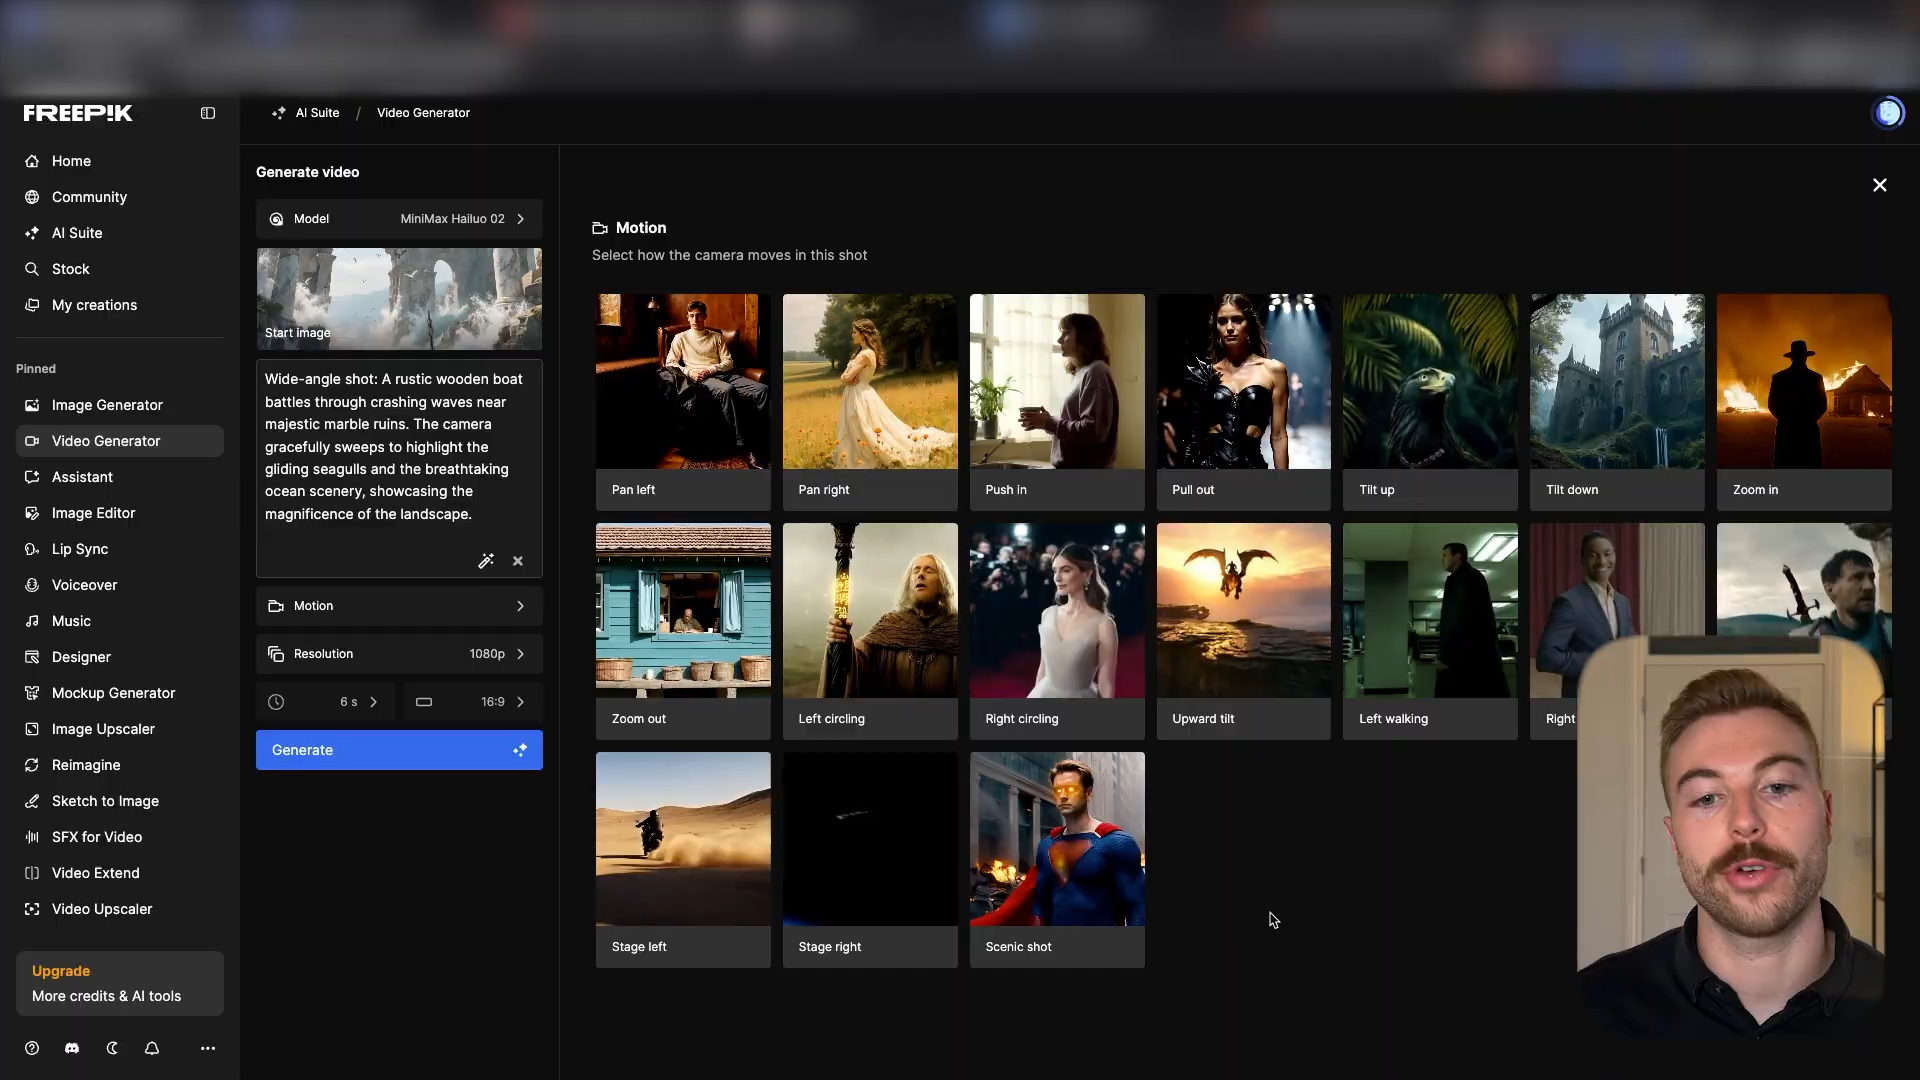 FREEP!K
AI Suite / Video Generator
Home
Community
AI Suite
Stock
My creations
Pinned
Image Generator
Video Generator
Assistant
Image Editor
Lip Sync
Voiceover
Music
Designer
Mockup Generator
Image Upscaler
Reimagine
Sketch to Image
SFX for Video
Video Extend
Video Upscaler
Upgrade
More credits & AI tools
Generate video
Model MiniMax Hailuo 02
Start image
Wide-angle shot: A rustic wooden boat
battles through crashing waves near
majestic marble ruins. The camera
gracefully sweeps to highlight the
gliding seagulls and the breathtaking
ocean scenery, showcasing the
magnificence of the landscape.
Motion
Resolution 1080p
6 s 16:9
Generate
Motion
Select how the camera moves in this shot
Pan left
Pan right
Push in
Pull out
Tilt up
Tilt down
Zoom in
Zoom out
Left circling
Right circling
Upward tilt
Left walking
Right
Stage left
Stage right
Scenic shot